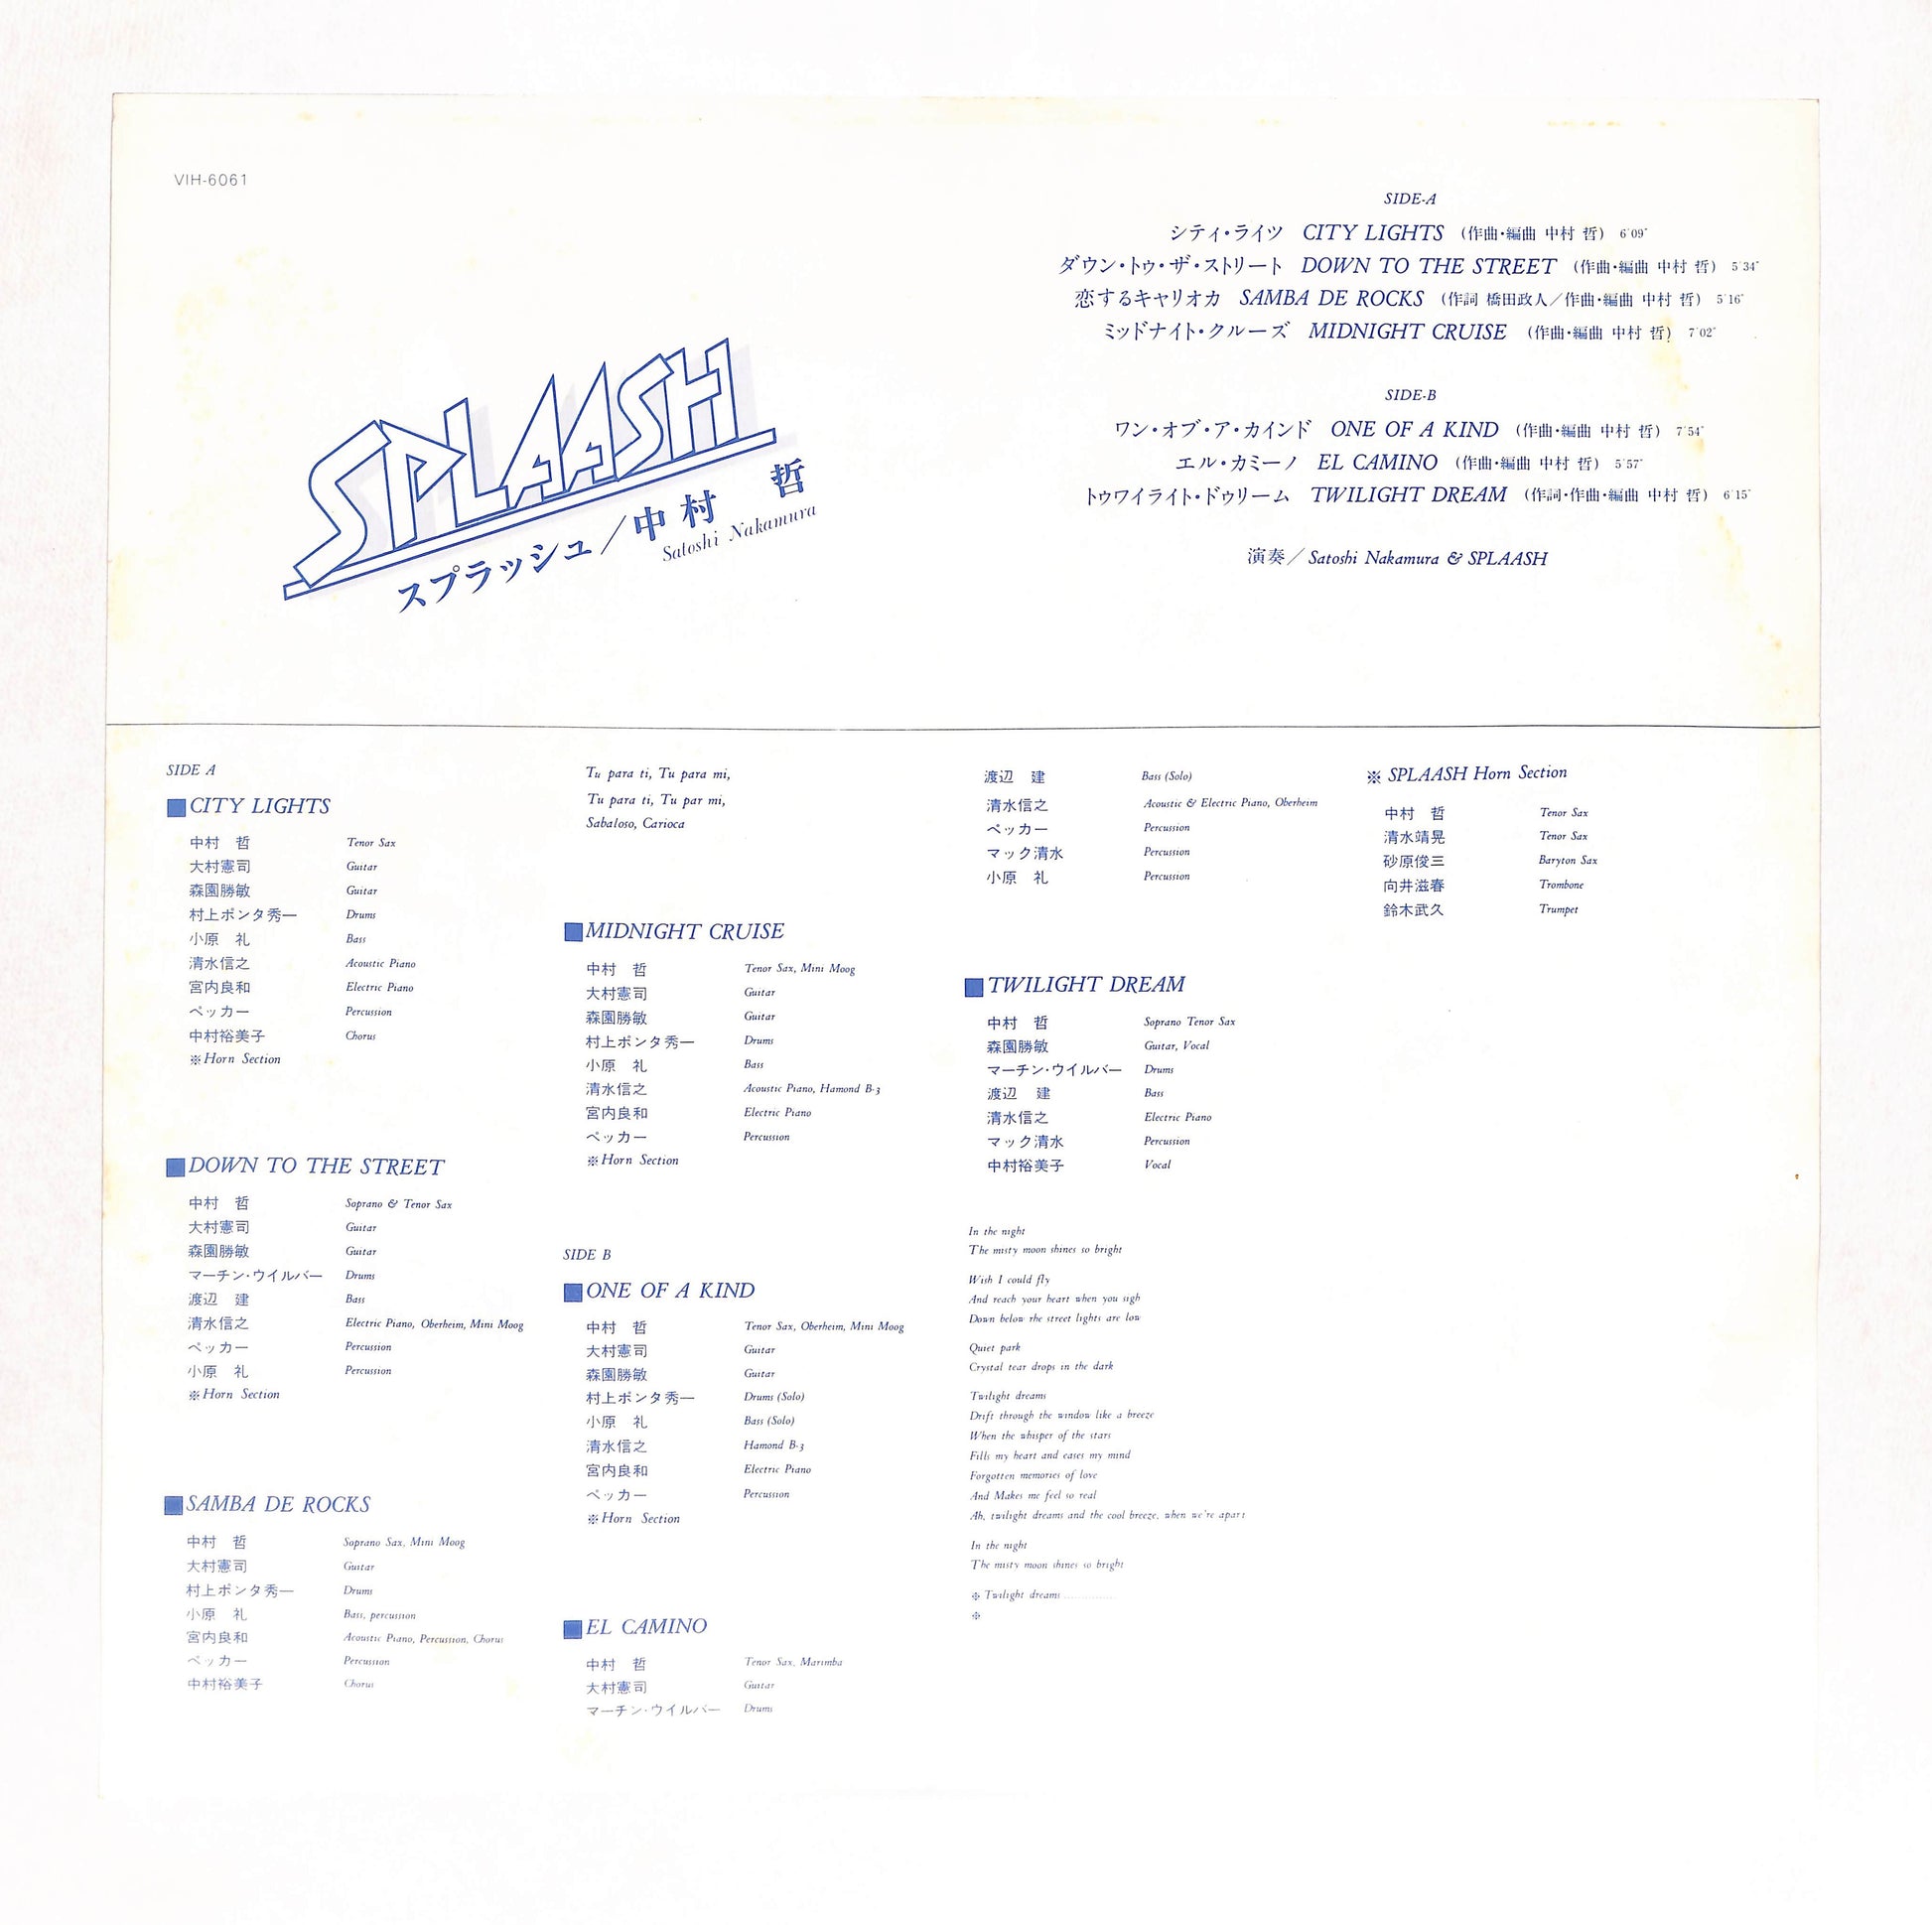 VIH-6061
SPLAASH
スプラッシュ／中村 哲
Satoshi Nakamura
SIDE-A
シティ・ライツ CITY LIGHTS (作曲・編曲 中村 哲) 6'09"
ダウン・トゥ・ザ・ストリート DOWN TO THE STREET (作曲・編曲 中村 哲) 5'34"
恋するキャリオカ SAMBA DE ROCKS (作詞 橋田政人／作曲・編曲 中村 哲) 5'16"
ミッドナイト・クルーズ MIDNIGHT CRUISE (作曲・編曲 中村 哲) 7'02"
SIDE-B
ワン・オブ・ア・カインド ONE OF A KIND (作曲・編曲 中村 哲) 7'54"
エル・カミーノ EL CAMINO (作曲・編曲 中村 哲) 5'57"
トゥワイライト・ドゥリーム TWILIGHT DREAM (作詞・作曲・編曲 中村 哲) 6'15"
演奏／Satoshi Nakamura & SPLAASH
SIDE A
■CITY LIGHTS
中村 哲 Tenor Sax
大村憲司 Guitar
森園勝敏 Guitar
村上ポンタ秀一 Drums
小原 礼 Bass
清水信之 Acoustic Piano
宮内良和 Electric Piano
ペッカー Percussion
中村裕美子 Chorus
※Horn Section
■DOWN TO THE STREET
中村 哲 Soprano & Tenor Sax
大村憲司 Guitar
森園勝敏 Guitar
マーチン・ウイルバー Drums
渡辺 建 Bass
清水信之 Electric Piano, Oberheim, Mini Moog
ペッカー Percussion
小原 礼 Percussion
※Horn Section
■SAMBA DE ROCKS
中村 哲 Soprano Sax, Mini Moog
大村憲司 Guitar
村上ポンタ秀一 Drums
小原 礼 Bass, percussion
宮内良和 Acoustic Piano, Percussion, Chorus
ペッカー Percussion
中村裕美子 Chorus
Tu para ti, Tu para mi,
Tu para ti, Tu par mi,
Sabaloso, Carioca
■MIDNIGHT CRUISE
中村 哲 Tenor Sax, Mini Moog
大村憲司 Guitar
森園勝敏 Guitar
村上ポンタ秀一 Drums
小原 礼 Bass
清水信之 Acoustic Piano, Hamond B-3
宮内良和 Electric Piano
ペッカー Percussion
※Horn Section
SIDE B
■ONE OF A KIND
中村 哲 Tenor Sax, Oberheim, Mini Moog
大村憲司 Guitar
森園勝敏 Guitar
村上ポンタ秀一 Drums (Solo)
小原 礼 Bass (Solo)
清水信之 Hamond B-3
宮内良和 Electric Piano
ペッカー Percussion
※Horn Section
■EL CAMINO
中村 哲 Tenor Sax, Marimba
大村憲司 Guitar
マーチン・ウイルバー Drums
渡辺 建 Bass (Solo)
清水信之 Acoustic & Electric Piano, Oberheim
ペッカー Percussion
マック清水 Percussion
小原 礼 Percussion
■TWILIGHT DREAM
中村 哲 Soprano Tenor Sax
森園勝敏 Guitar, Vocal
マーチン・ウイルバー Drums
渡辺 建 Bass
清水信之 Electric Piano
マック清水 Percussion
中村裕美子 Vocal
In the night
The misty moon shines so bright
Wish I could fly
And reach your heart when you sigh
Down below the street lights are low
Quiet park
Crystal tear drops in the dark
Twilight dreams
Drift through the window like a breeze
When the whisper of the stars
Fills my heart and eases my mind
Forgotten memories of love
And Makes me feel so real
Ah, twilight dreams and the cool breeze, when we're apart
In the night
The misty moon shines so bright
※ Twilight dreams ...............
※
※ SPLAASH Horn Section
中村 哲 Tenor Sax
清水靖晃 Tenor Sax
砂原俊三 Baryton Sax
向井滋春 Trombone
鈴木武久 Trumpet